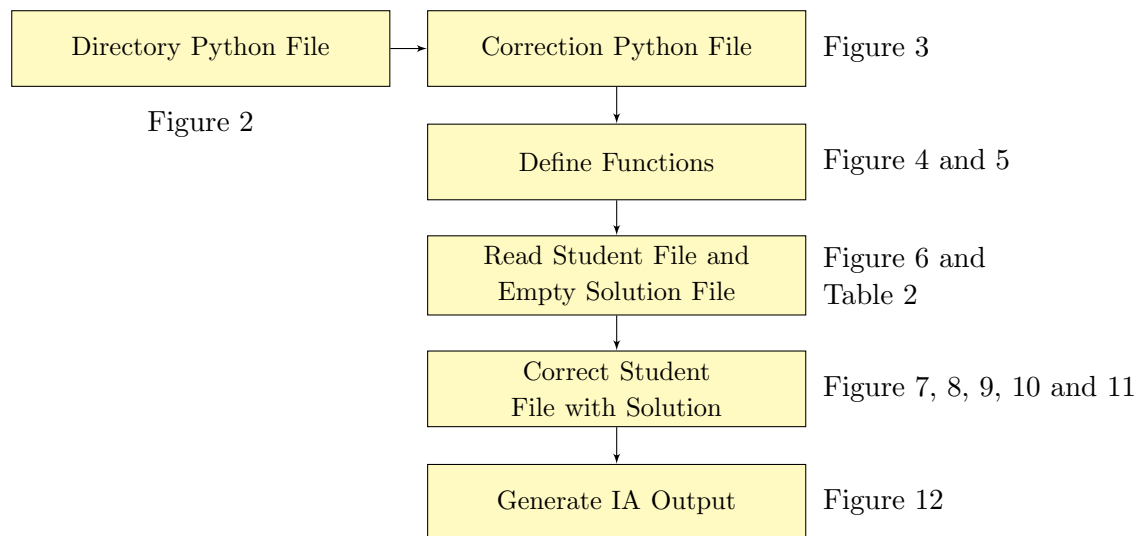 Directory Python File
Correction Python File
Figure 3
Figure 2
Define Functions
Figure 4 and 5
Read Student File and
Empty Solution File
Figure 6 and
Table 2
Correct Student
File with Solution
Figure 7, 8, 9, 10 and 11
Generate IA Output
Figure 12